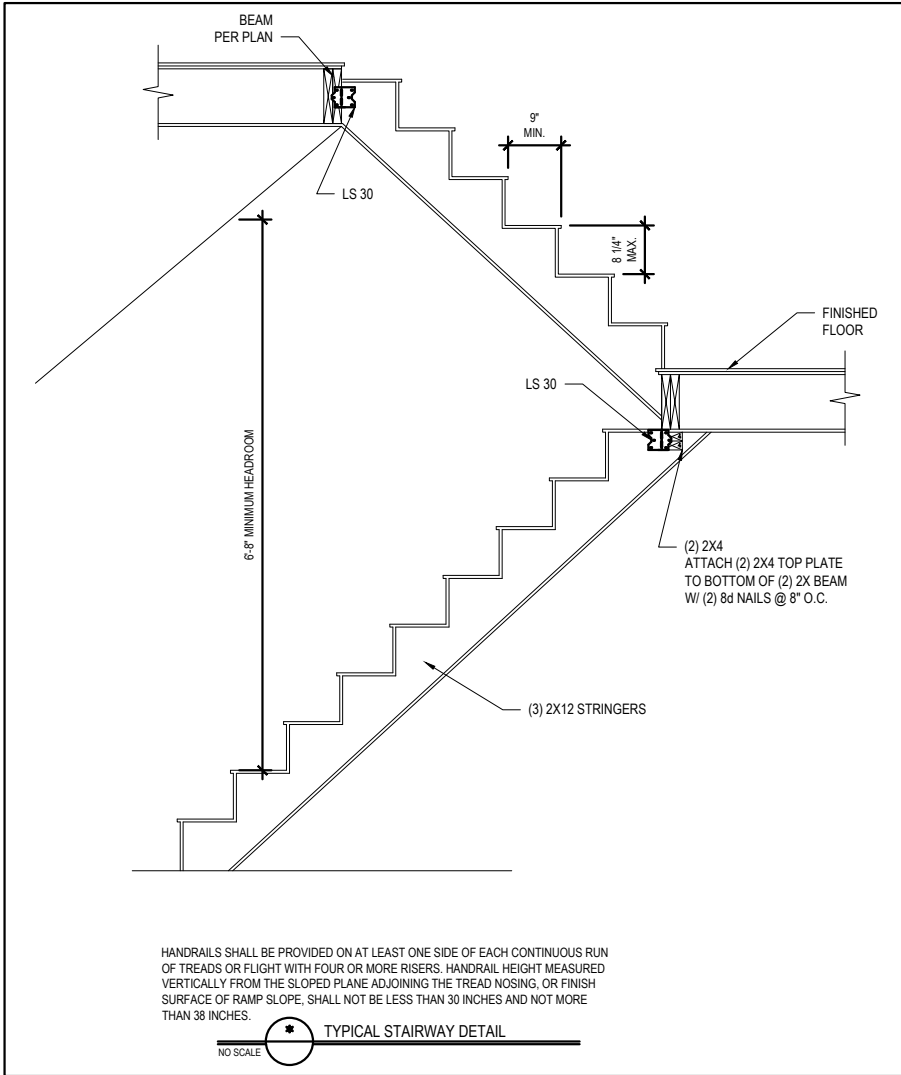 BEAM
PER PLAN
LS 30
9"
MIN.
8 1/4"
MAX.
FINISHED
FLOOR
LS 30
6'-8" MINIMUM HEADROOM
(2) 2X4
ATTACH (2) 2X4 TOP PLATE
TO BOTTOM OF (2) 2X BEAM
W/ (2) 8d NAILS @ 8" O.C.
(3) 2X12 STRINGERS
HANDRAILS SHALL BE PROVIDED ON AT LEAST ONE SIDE OF EACH CONTINUOUS RUN
OF TREADS OR FLIGHT WITH FOUR OR MORE RISERS. HANDRAIL HEIGHT MEASURED
VERTICALLY FROM THE SLOPED PLANE ADJOINING THE TREAD NOSING, OR FINISH
SURFACE OF RAMP SLOPE, SHALL NOT BE LESS THAN 30 INCHES AND NOT MORE
THAN 38 INCHES.
* TYPICAL STAIRWAY DETAIL
NO SCALE